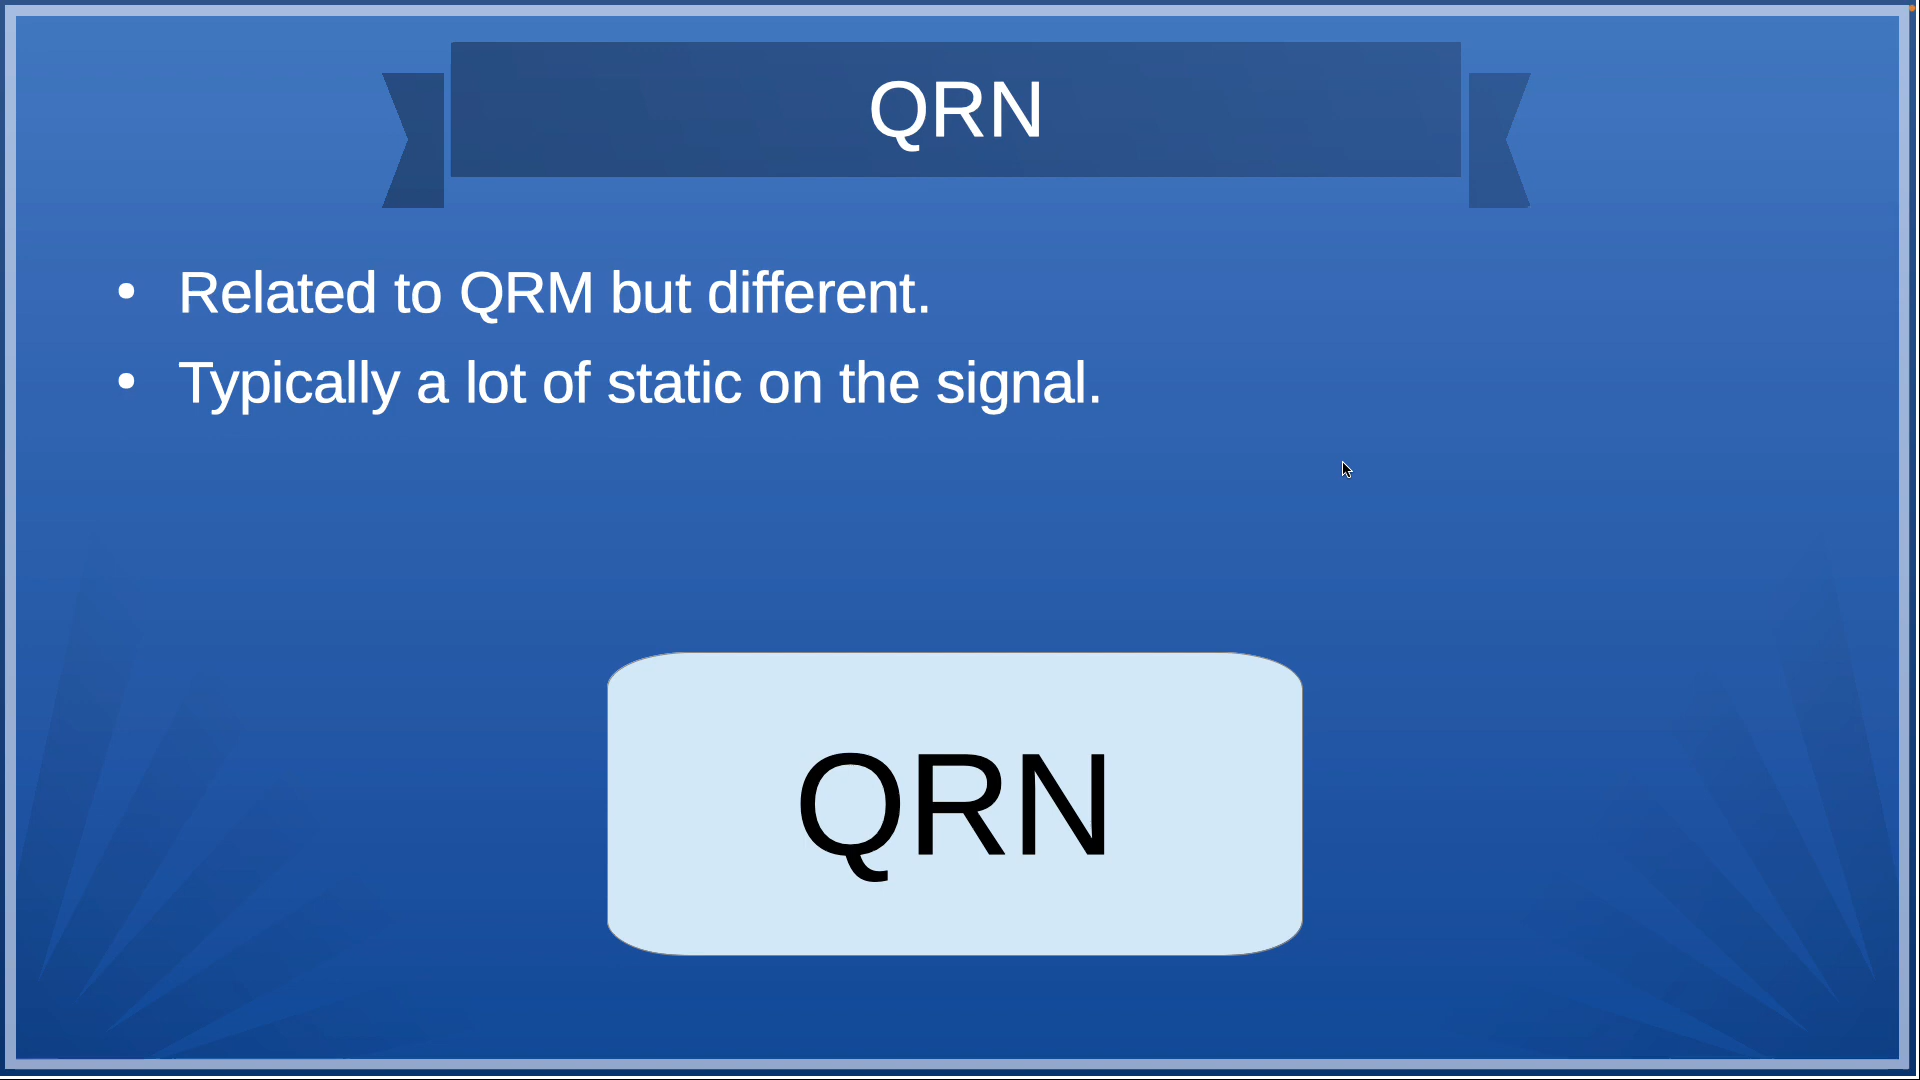 QRN
• Related to QRM but different.
• Typically a lot of static on the signal.
QRN